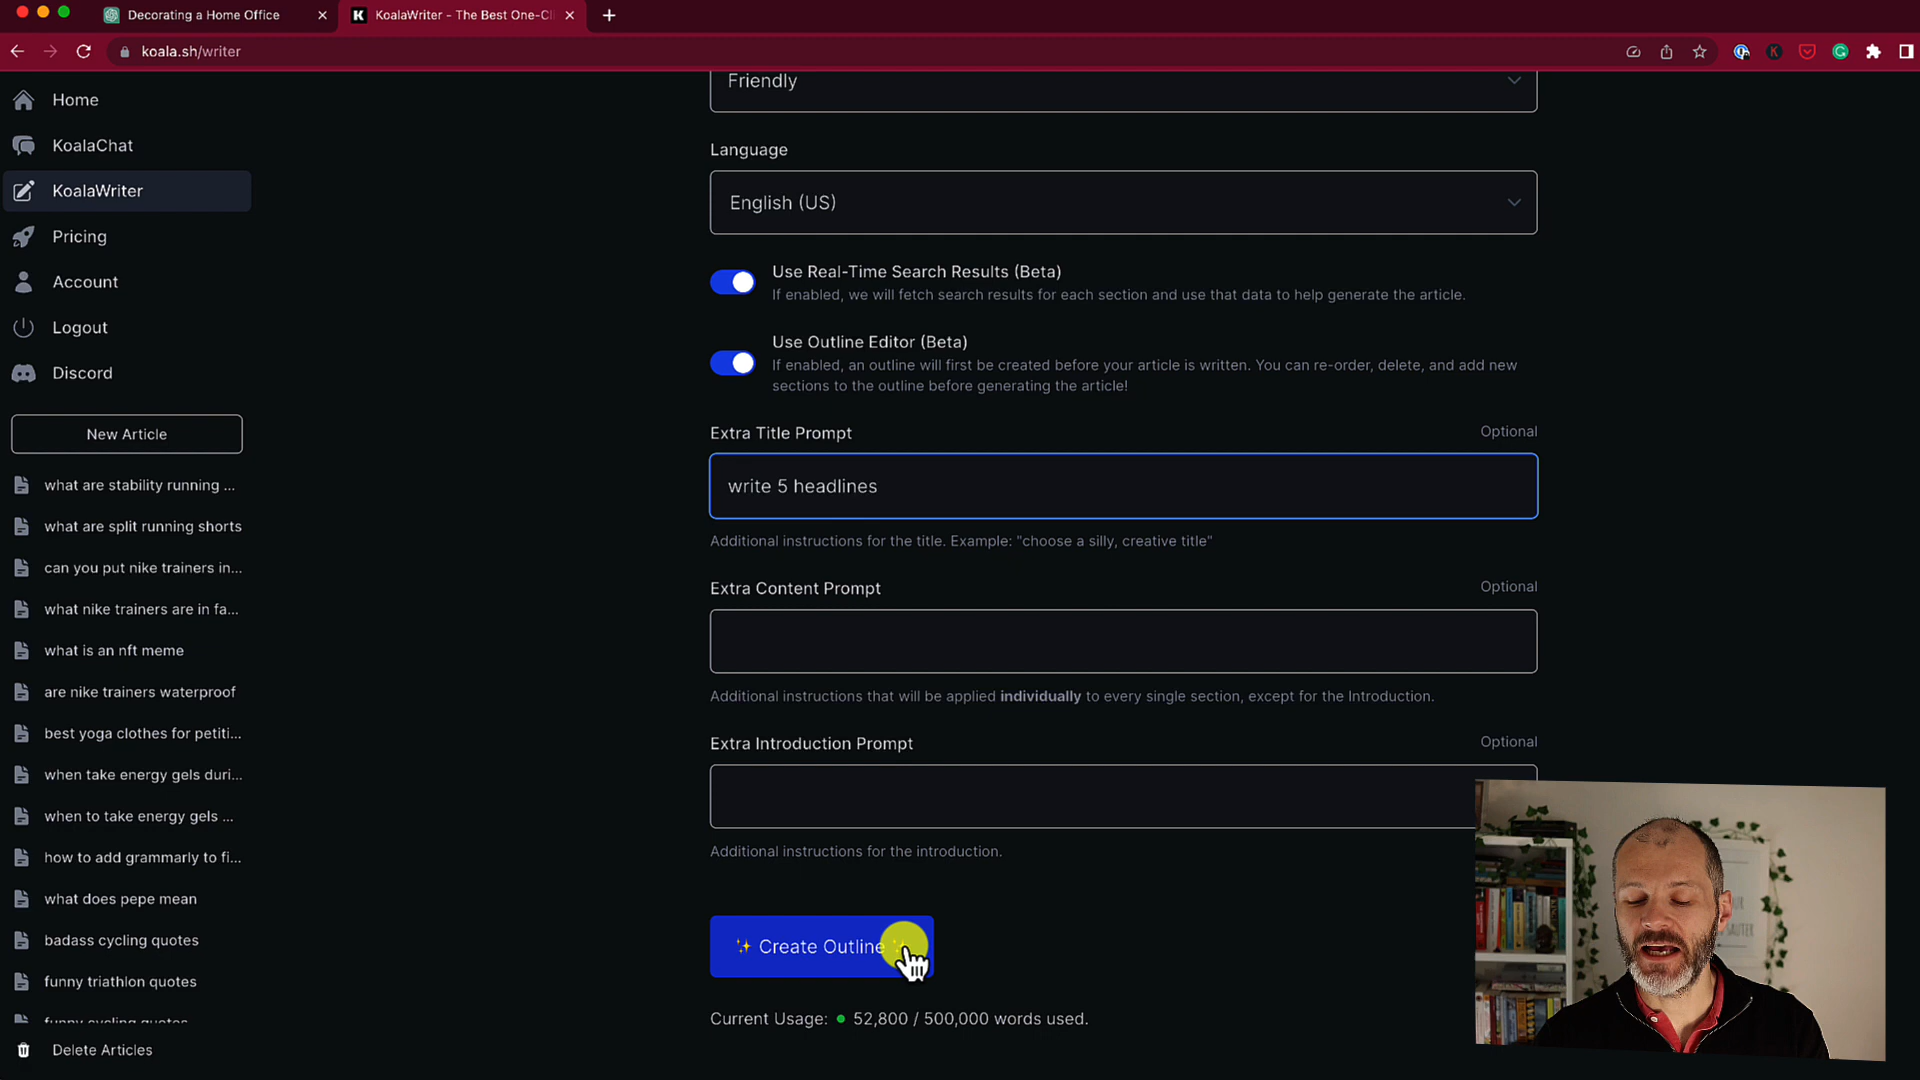 Decorating a Home Office
KoalaWriter - The Best One-Cl
koala.sh/writer
Home
KoalaChat
KoalaWriter
Pricing
Account
Logout
Discord
New Article
what are stability running ...
what are split running shorts
can you put nike trainers in...
what nike trainers are in fa...
what is an nft meme
are nike trainers waterproof
best yoga clothes for petiti...
when take energy gels duri...
when to take energy gels ...
how to add grammarly to fi...
what does pepe mean
badass cycling quotes
funny triathlon quotes
funny cycling quotes
Delete Articles
Friendly
Language
English (US)
Use Real-Time Search Results (Beta)
If enabled, we will fetch search results for each section and use that data to help generate the article.
Use Outline Editor (Beta)
If enabled, an outline will first be created before your article is written. You can re-order, delete, and add new
sections to the outline before generating the article!
Extra Title Prompt
Optional
write 5 headlines
Additional instructions for the title. Example: "choose a silly, creative title"
Extra Content Prompt
Optional
Additional instructions that will be applied individually to every single section, except for the Introduction.
Extra Introduction Prompt
Optional
Additional instructions for the introduction.
✨ Create Outline
Current Usage: 52,800 / 500,000 words used.